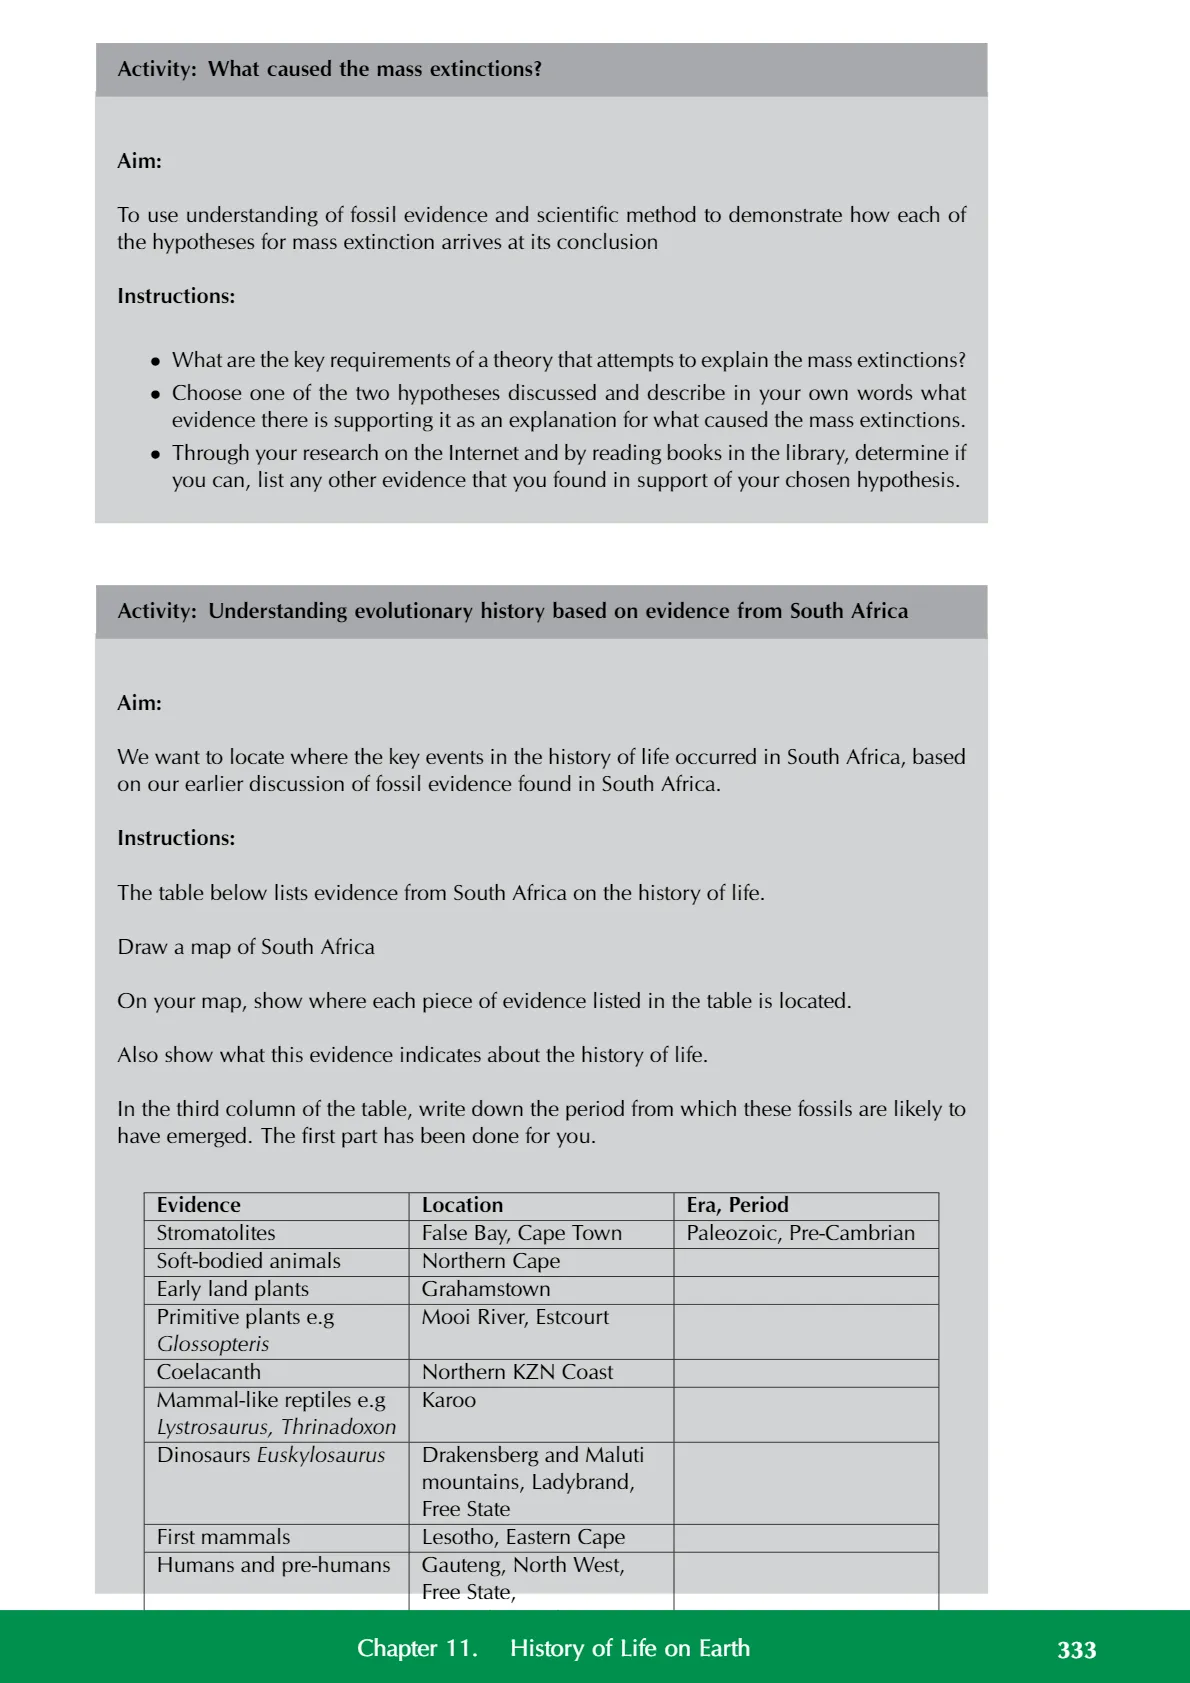 Activity: What caused the mass extinctions?
Aim:
To use understanding of fossil evidence and scientific method to demonstrate how each of
the hypotheses for mass extinction arrives at its conclusion
Instructions:
• What are the key requirements of a theory that attempts to explain the mass extinctions?
• Choose one of the two hypotheses discussed and describe in your own words what
evidence there is supporting it as an explanation for what caused the mass extinctions.
• Through your research on the Internet and by reading books in the library, determine if
you can, list any other evidence that you found in support of your chosen hypothesis.
Activity: Understanding evolutionary history based on evidence from South Africa
Aim:
We want to locate where the key events in the history of life occurred in South Africa, based
on our earlier discussion of fossil evidence found in South Africa.
Instructions:
The table below lists evidence from South Africa on the history of life.
Draw a map of South Africa
On your map, show where each piece of evidence listed in the table is located.
Also show what this evidence indicates about the history of life.
In the third column of the table, write down the period from which these fossils are likely to
have emerged. The first part has been done for you.
Evidence Location Era, Period
Stromatolites False Bay, Cape Town Paleozoic, Pre-Cambrian
Soft-bodied animals Northern Cape
Early land plants Grahamstown
Primitive plants e.g Mooi River, Estcourt
Glossopteris
Coelacanth Northern KZN Coast
Mammal-like reptiles e.g Karoo
Lystrosaurus, Thrinadoxon
Dinosaurs Euskylosaurus Drakensberg and Maluti
mountains, Ladybrand,
Free State
First mammals Lesotho, Eastern Cape
Humans and pre-humans Gauteng, North West,
Free State,
Chapter 11. History of Life on Earth 333